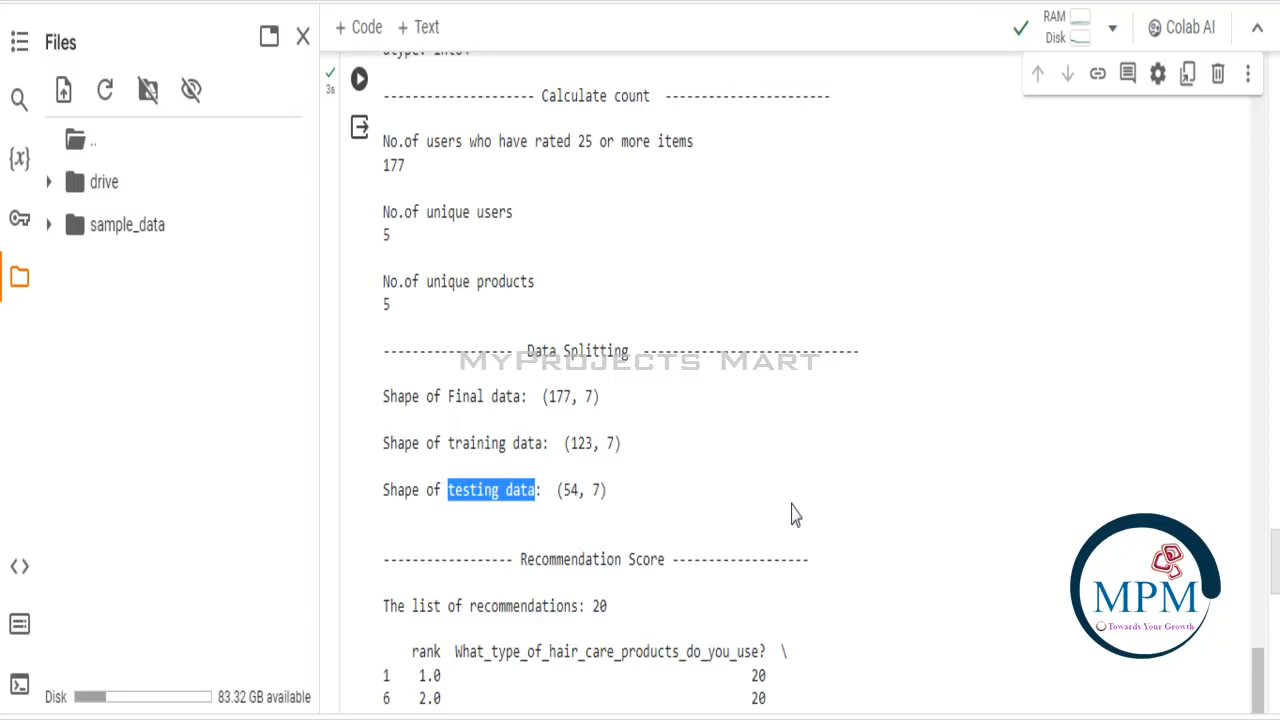 Files
+ Code + Text
RAM
Disk
Colab AI
3s
-------------------- Calculate count -----------------------
..
No.of users who have rated 25 or more items
177
{x}
drive
No.of unique users
5
sample_data
No.of unique products
5
----------------- Data Splitting -----------------------------
MyProjects Mart
Shape of Final data: (177, 7)
Shape of training data: (123, 7)
Shape of testing data: (54, 7)
------------------ Recommendation Score -------------------
The list of recommendations: 20
MPM
Towards Your Growth
rank What_type_of_hair_care_products_do_you_use? \
1 1.0 20
6 2.0 20
Disk 83.32 GB available